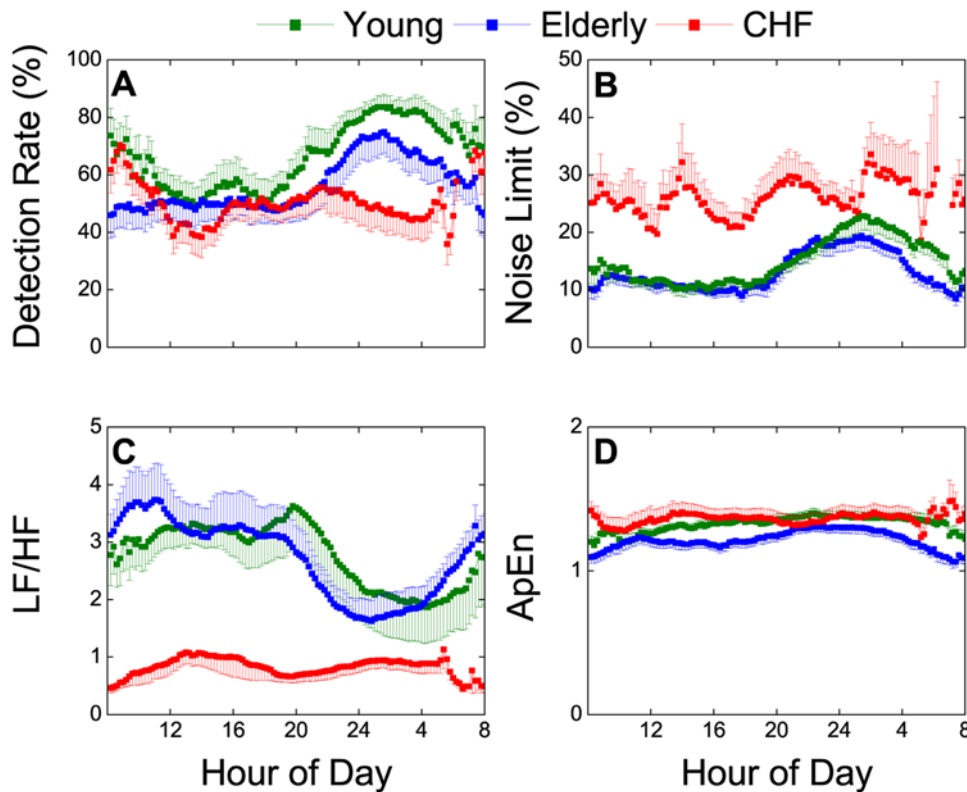 Young Elderly CHF
A
Detection Rate (%)
100
80
60
40
20
0
B
Noise Limit (%)
50
40
30
20
10
0
C
LF/HF
5
4
3
2
1
0
12 16 20 24 4 8
Hour of Day
D
ApEn
2
1
0
12 16 20 24 4 8
Hour of Day